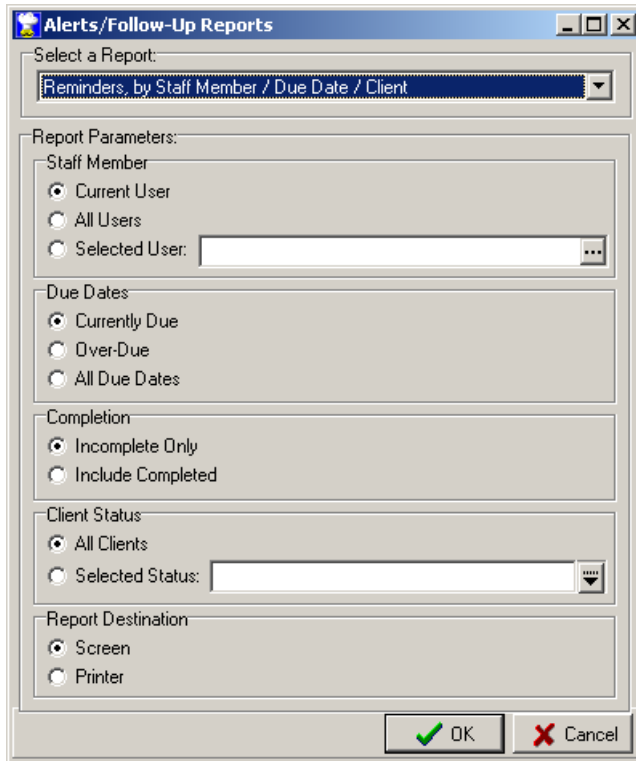 Alerts/Follow-Up Reports
Select a Report:
Reminders, by Staff Member / Due Date / Client
Report Parameters:
Staff Member
Current User
All Users
Selected User:
...
Due Dates
Currently Due
Over-Due
All Due Dates
Completion
Incomplete Only
Include Completed
Client Status
All Clients
Selected Status:
Report Destination
Screen
Printer
OK Cancel